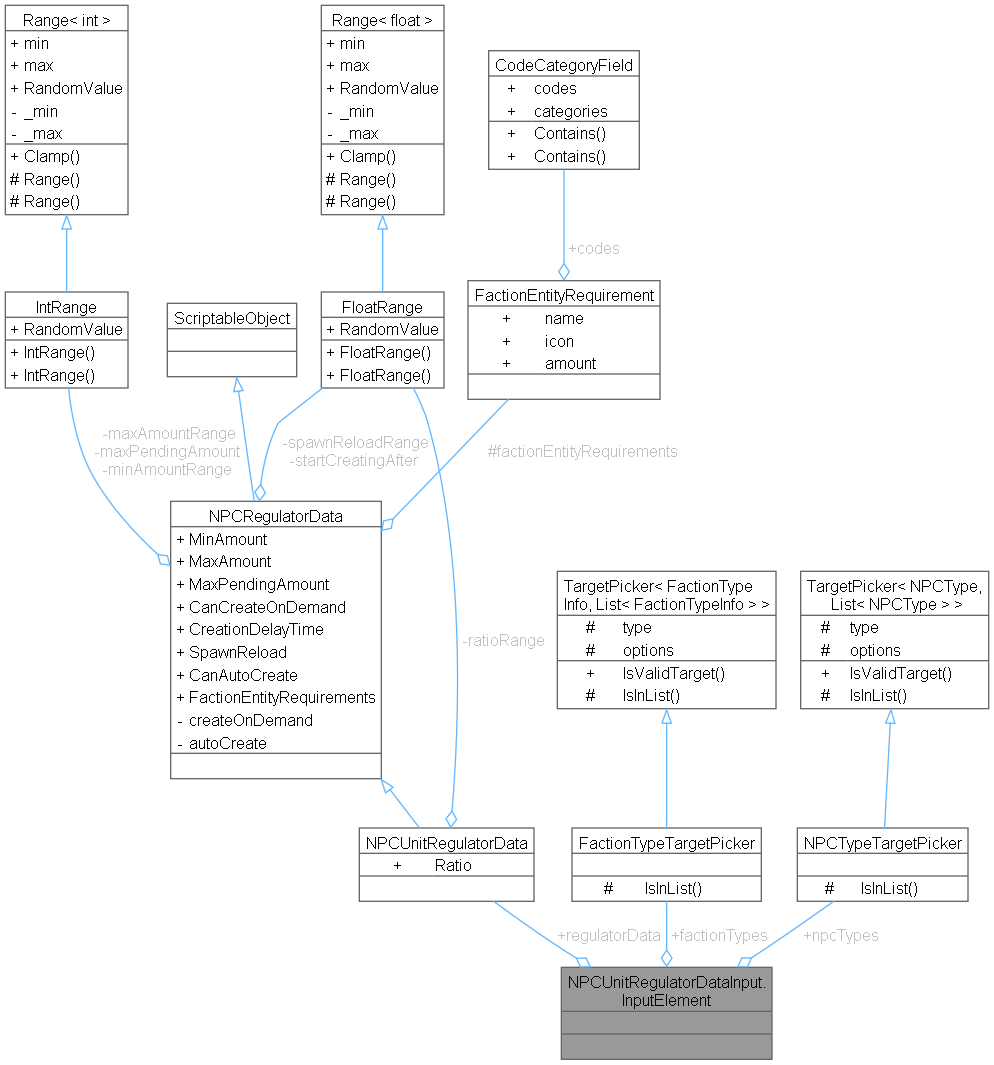 Range< int >
+ min
+ max
+ RandomValue
- _min
- _max
+ Clamp()
# Range()
# Range()
Range< float >
+ min
+ max
+ RandomValue
- _min
- _max
+ Clamp()
# Range()
# Range()
CodeCategoryField
+ codes
+ categories
+ Contains()
+ Contains()
+codes
IntRange
+ RandomValue
+ IntRange()
+ IntRange()
ScriptableObject
FloatRange
+ RandomValue
+ FloatRange()
+ FloatRange()
FactionEntityRequirement
+ name
+ icon
+ amount
-maxAmountRange
-maxPendingAmount
-minAmountRange
-spawnReloadRange
-startCreatingAfter
#factionEntityRequirements
NPCRegulatorData
+ MinAmount
+ MaxAmount
+ MaxPendingAmount
+ CanCreateOnDemand
+ CreationDelayTime
+ SpawnReload
+ CanAutoCreate
+ FactionEntityRequirements
- createOnDemand
- autoCreate
-ratioRange
TargetPicker< FactionType
Info, List< FactionTypeInfo > >
# type
# options
+ IsValidTarget()
# IsInList()
TargetPicker< NPCType,
List< NPCType > >
# type
# options
+ IsValidTarget()
# IsInList()
NPCUnitRegulatorData
+ Ratio
FactionTypeTargetPicker
# IsInList()
NPCTypeTargetPicker
# IsInList()
+regulatorData
+factionTypes
+npcTypes
NPCUnitRegulatorDataInput.
InputElement